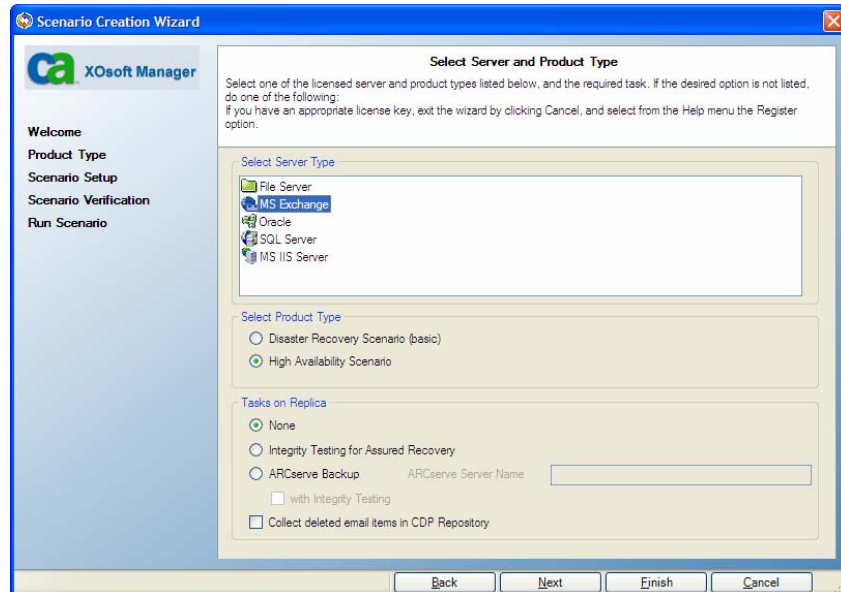 Scenario Creation Wizard
ca
XOsoft Manager
Welcome
Product Type
Scenario Setup
Scenario Verification
Run Scenario
Select Server and Product Type
Select one of the licensed server and product types listed below, and the required task. If the desired option is not listed,
do one of the following:
If you have an appropriate license key, exit the wizard by clicking Cancel, and select from the Help menu the Register
option.
Select Server Type
File Server
MS Exchange
Oracle
SQL Server
MS IIS Server
Select Product Type
Disaster Recovery Scenario (basic)
High Availability Scenario
Tasks on Replica
None
Integrity Testing for Assured Recovery
ARCserve Backup ARCserve Server Name
with Integrity Testing
Collect deleted email items in CDP Repository
Back Next Finish Cancel